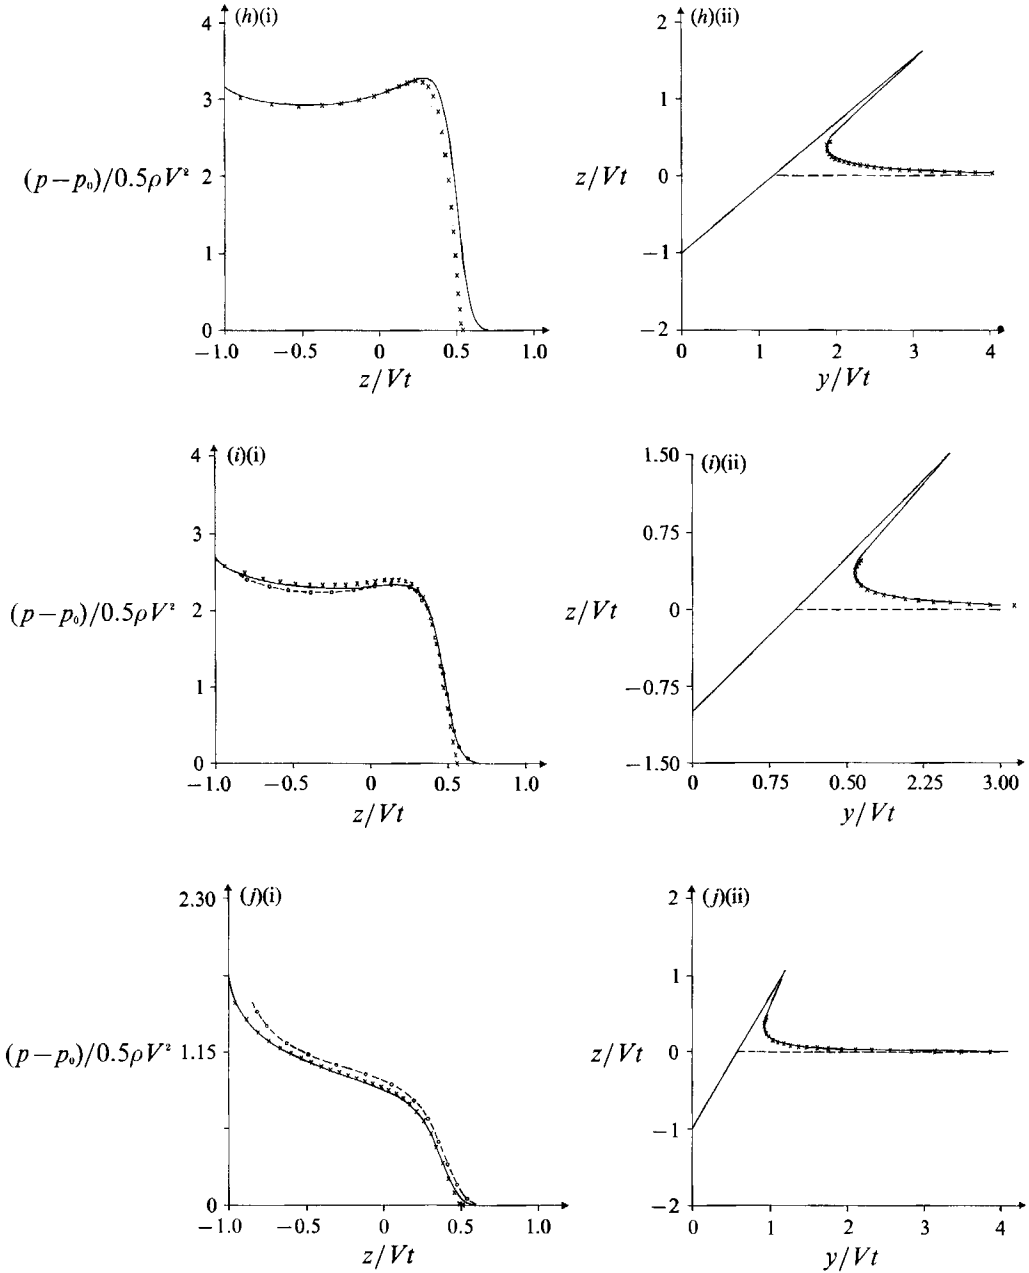 (h)(i)
4
3
(p−p₀)/0.5ρV²
2
1
0
−1.0 −0.5 0 0.5 1.0
z/Vt
(h)(ii)
2
1
z/Vt
0
−1
−2
0 1 2 3 4
y/Vt
(i)(i)
4
3
2
(p−p₀)/0.5ρV²
1
0
−1.0 −0.5 0 0.5 1.0
z/Vt
(i)(ii)
1.50
0.75
z/Vt
0
−0.75
−1.50
0 0.75 0.50 2.25 3.00
y/Vt
(j)(i)
2.30
(p−p₀)/0.5ρV² 1.15
0
−1.0 −0.5 0 0.5 1.0
z/Vt
(j)(ii)
2
1
z/Vt
0
−1
−2
0 1 2 3 4
y/Vt